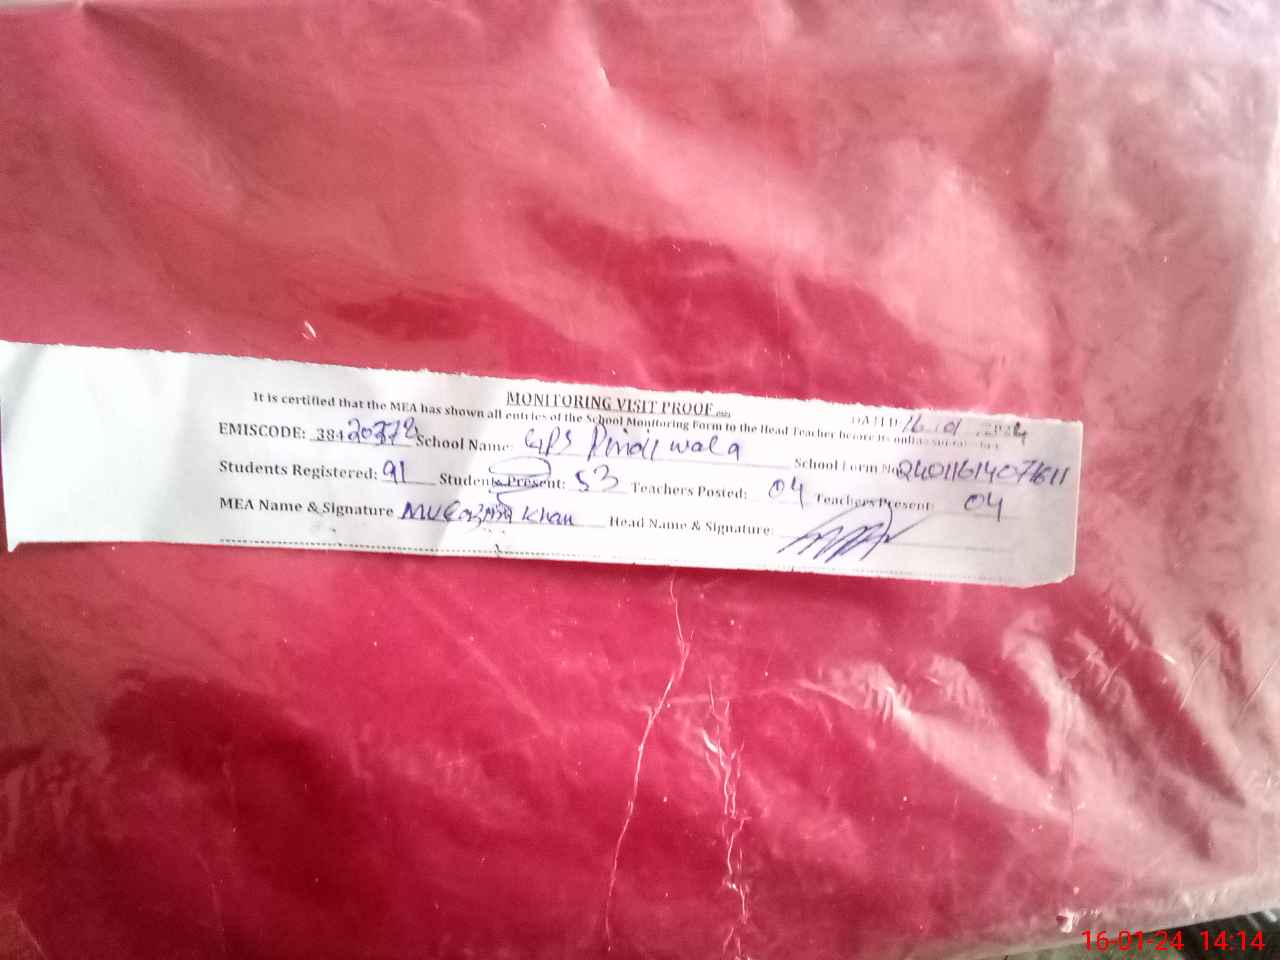 MONITORING VISIT PROOF DATED 16.01.2024
It is certified that the MEA has shown all entries of the School Monitoring Form to the Head Teacher before its
EMISCODE: 38420378 School Name: GPS Pindi wala School Form No
Students Registered: 91 Students Present: 53 Teachers Posted: 04 Teachers Present: 04
MEA Name & Signature Khan Head Name & Signature:
16-01-24 14:14